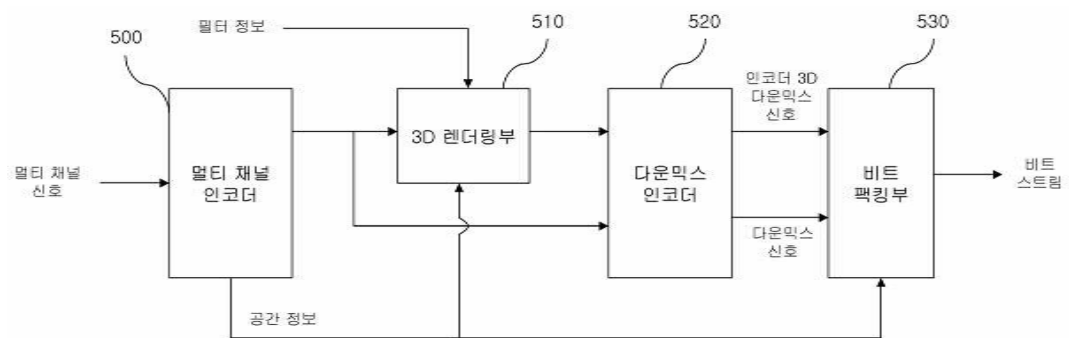 필터 정보
500
510
520
530
멀티 채널
신호
멀티 채널
인코더
3D 렌더링부
다운믹스
인코더
인코더 3D
다운믹스
신호
다운믹스
신호
비트
팩킹부
비트
스트림
공간 정보